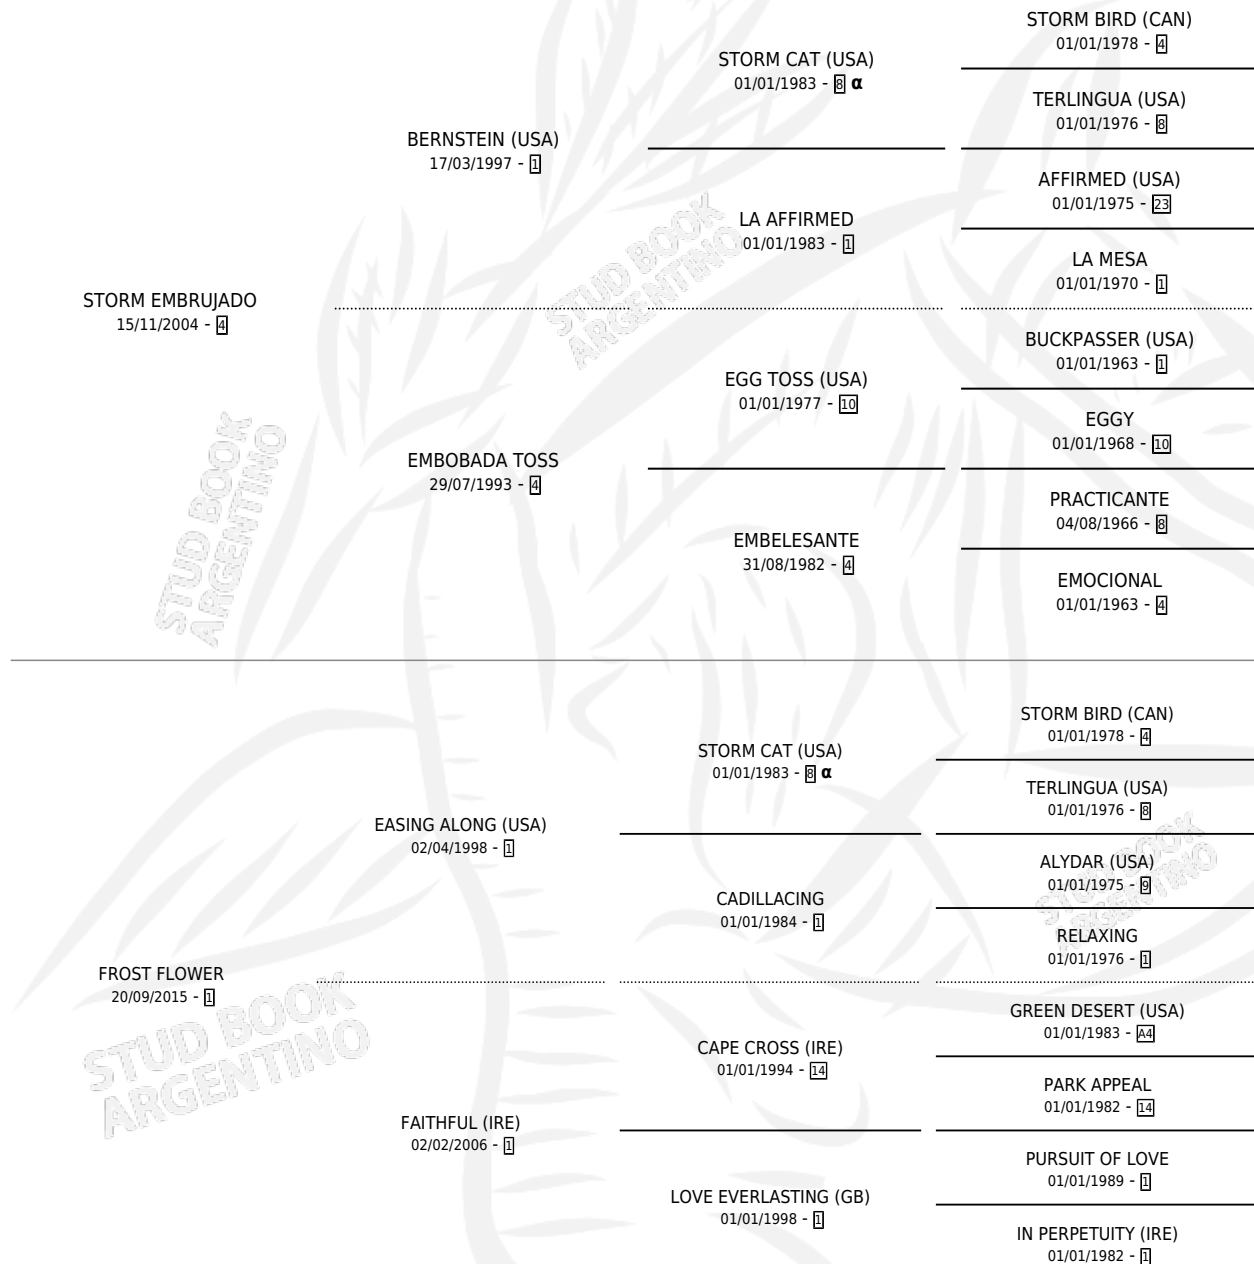 STORM BIRD (CAN)
01/01/1978 - 4
STORM CAT (USA)
01/01/1983 - 8 α
TERLINGUA (USA)
01/01/1976 - 8
BERNSTEIN (USA)
17/03/1997 - 1
AFFIRMED (USA)
01/01/1975 - 23
LA AFFIRMED
01/01/1983 - 1
LA MESA
01/01/1970 - 1
STORM EMBRUJADO
15/11/2004 - 4
BUCKPASSER (USA)
01/01/1963 - 1
EGG TOSS (USA)
01/01/1977 - 10
EGGY
01/01/1968 - 10
EMBOBADA TOSS
29/07/1993 - 4
PRACTICANTE
04/08/1966 - 8
EMBELESANTE
31/08/1982 - 4
EMOCIONAL
01/01/1963 - 4
STORM BIRD (CAN)
01/01/1978 - 4
STORM CAT (USA)
01/01/1983 - 8 α
TERLINGUA (USA)
01/01/1976 - 8
EASING ALONG (USA)
02/04/1998 - 1
ALYDAR (USA)
01/01/1975 - 9
CADILLACING
01/01/1984 - 1
RELAXING
01/01/1976 - 1
FROST FLOWER
20/09/2015 - 1
GREEN DESERT (USA)
01/01/1983 - A4
CAPE CROSS (IRE)
01/01/1994 - 14
PARK APPEAL
01/01/1982 - 14
FAITHFUL (IRE)
02/02/2006 - 1
PURSUIT OF LOVE
01/01/1989 - 1
LOVE EVERLASTING (GB)
01/01/1998 - 1
IN PERPETUITY (IRE)
01/01/1982 - 1
STUD BOOK
ARGENTINO
STUD BOOK
ARGENTINO
STUD BOOK
ARGENTINO
STUD BOOK
ARGENTINO